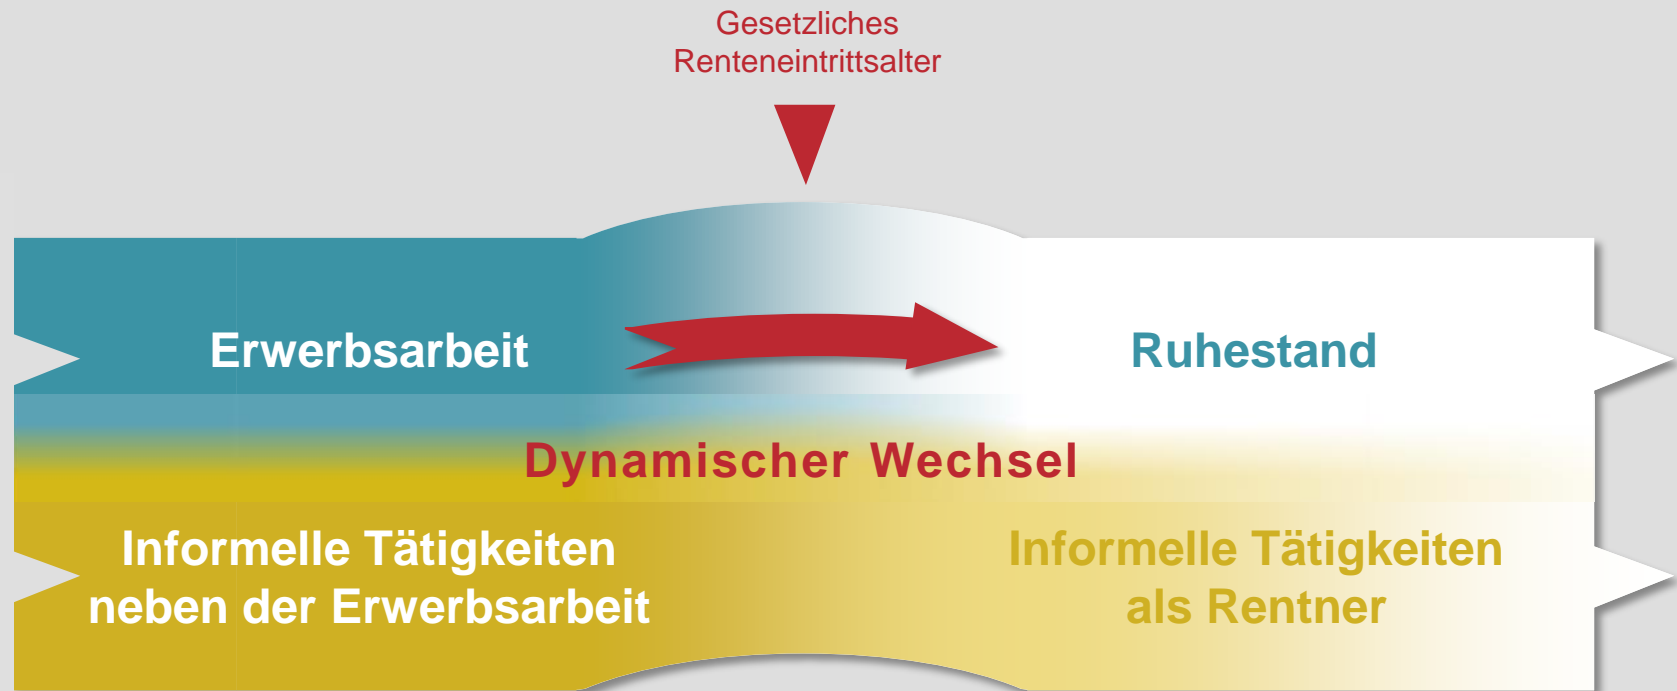 Gesetzliches
Renteneintrittsalter
Erwerbsarbeit
Ruhestand
Dynamischer Wechsel
Informelle Tätigkeiten
neben der Erwerbsarbeit
Informelle Tätigkeiten
als Rentner